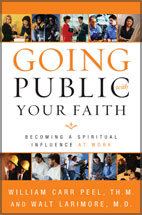 GOING
PUBLIC with
YOUR FAITH
BECOMING A SPIRITUAL
INFLUENCE AT WORK
WILLIAM CARR PEEL, TH.M.
AND WALT LARIMORE, M.D.